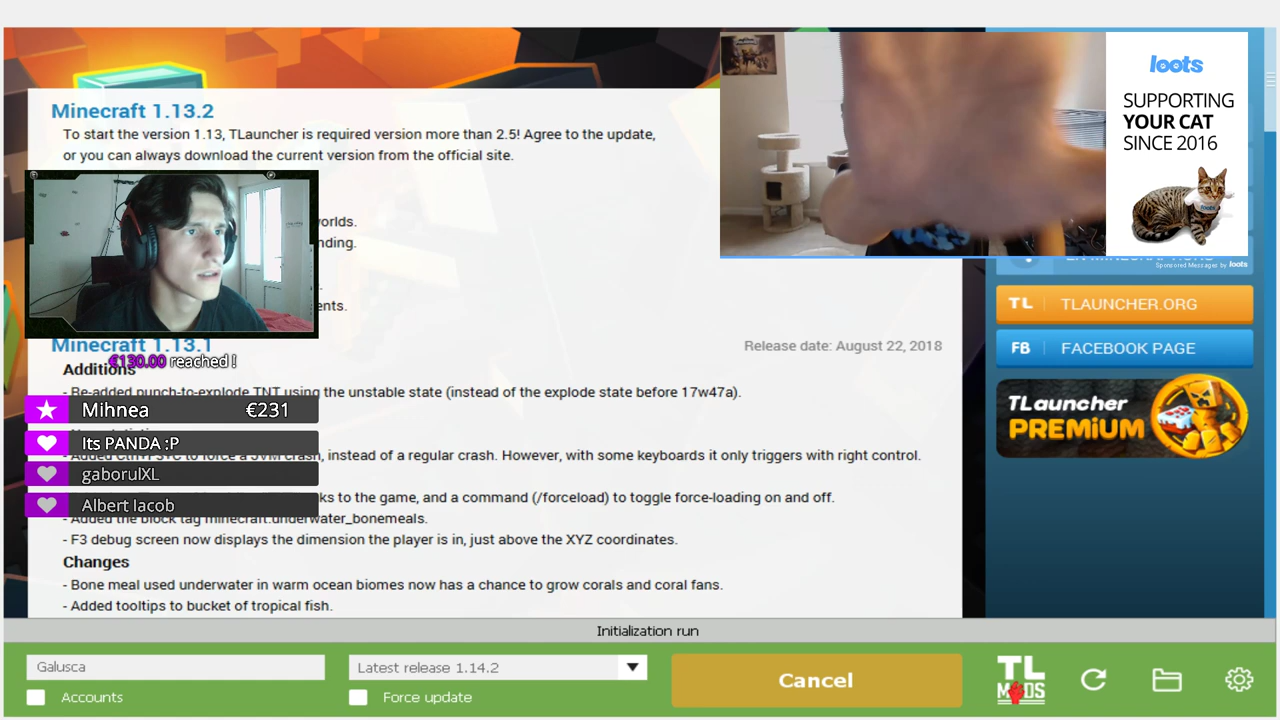 Minecraft 1.13.2
To start the version 1.13, TLauncher is required version more than 2.5! Agree to the update,
or you can always download the current version from the official site.
orlds.
nding.
ents.
loots
SUPPORTING
YOUR CAT
SINCE 2016
loots
Sponsored Messages by loots
TL TLAUNCHER.ORG
FB FACEBOOK PAGE
TLauncher
PREMiUM
Minecraft 1.13.1
Release date: August 22, 2018
€130.00 reached !
Additions
- Re-added punch-to-explode TNT using the unstable state (instead of the explode state before 17w47a).
Mihnea €231
Its PANDA :P
crash, instead of a regular crash. However, with some keyboards it only triggers with right control.
gaborulXL
ks to the game, and a command (/forceload) to toggle force-loading on and off.
Albert Iacob
- Added the block tag minecraft:underwater_bonemeals.
- F3 debug screen now displays the dimension the player is in, just above the XYZ coordinates.
Changes
- Bone meal used underwater in warm ocean biomes now has a chance to grow corals and coral fans.
- Added tooltips to bucket of tropical fish.
Initialization run
Galusca
Latest release 1.14.2
Cancel
TL
MODS
Accounts
Force update